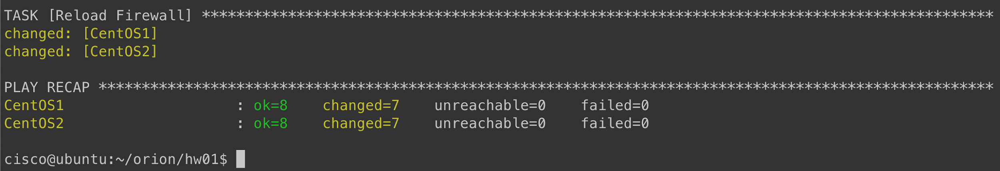 TASK [Reload Firewall] ********************************************************************************************
changed: [CentOS1]
changed: [CentOS2]
PLAY RECAP ********************************************************************************************************
CentOS1 : ok=8 changed=7 unreachable=0 failed=0
CentOS2 : ok=8 changed=7 unreachable=0 failed=0
cisco@ubuntu:~/orion/hw01$